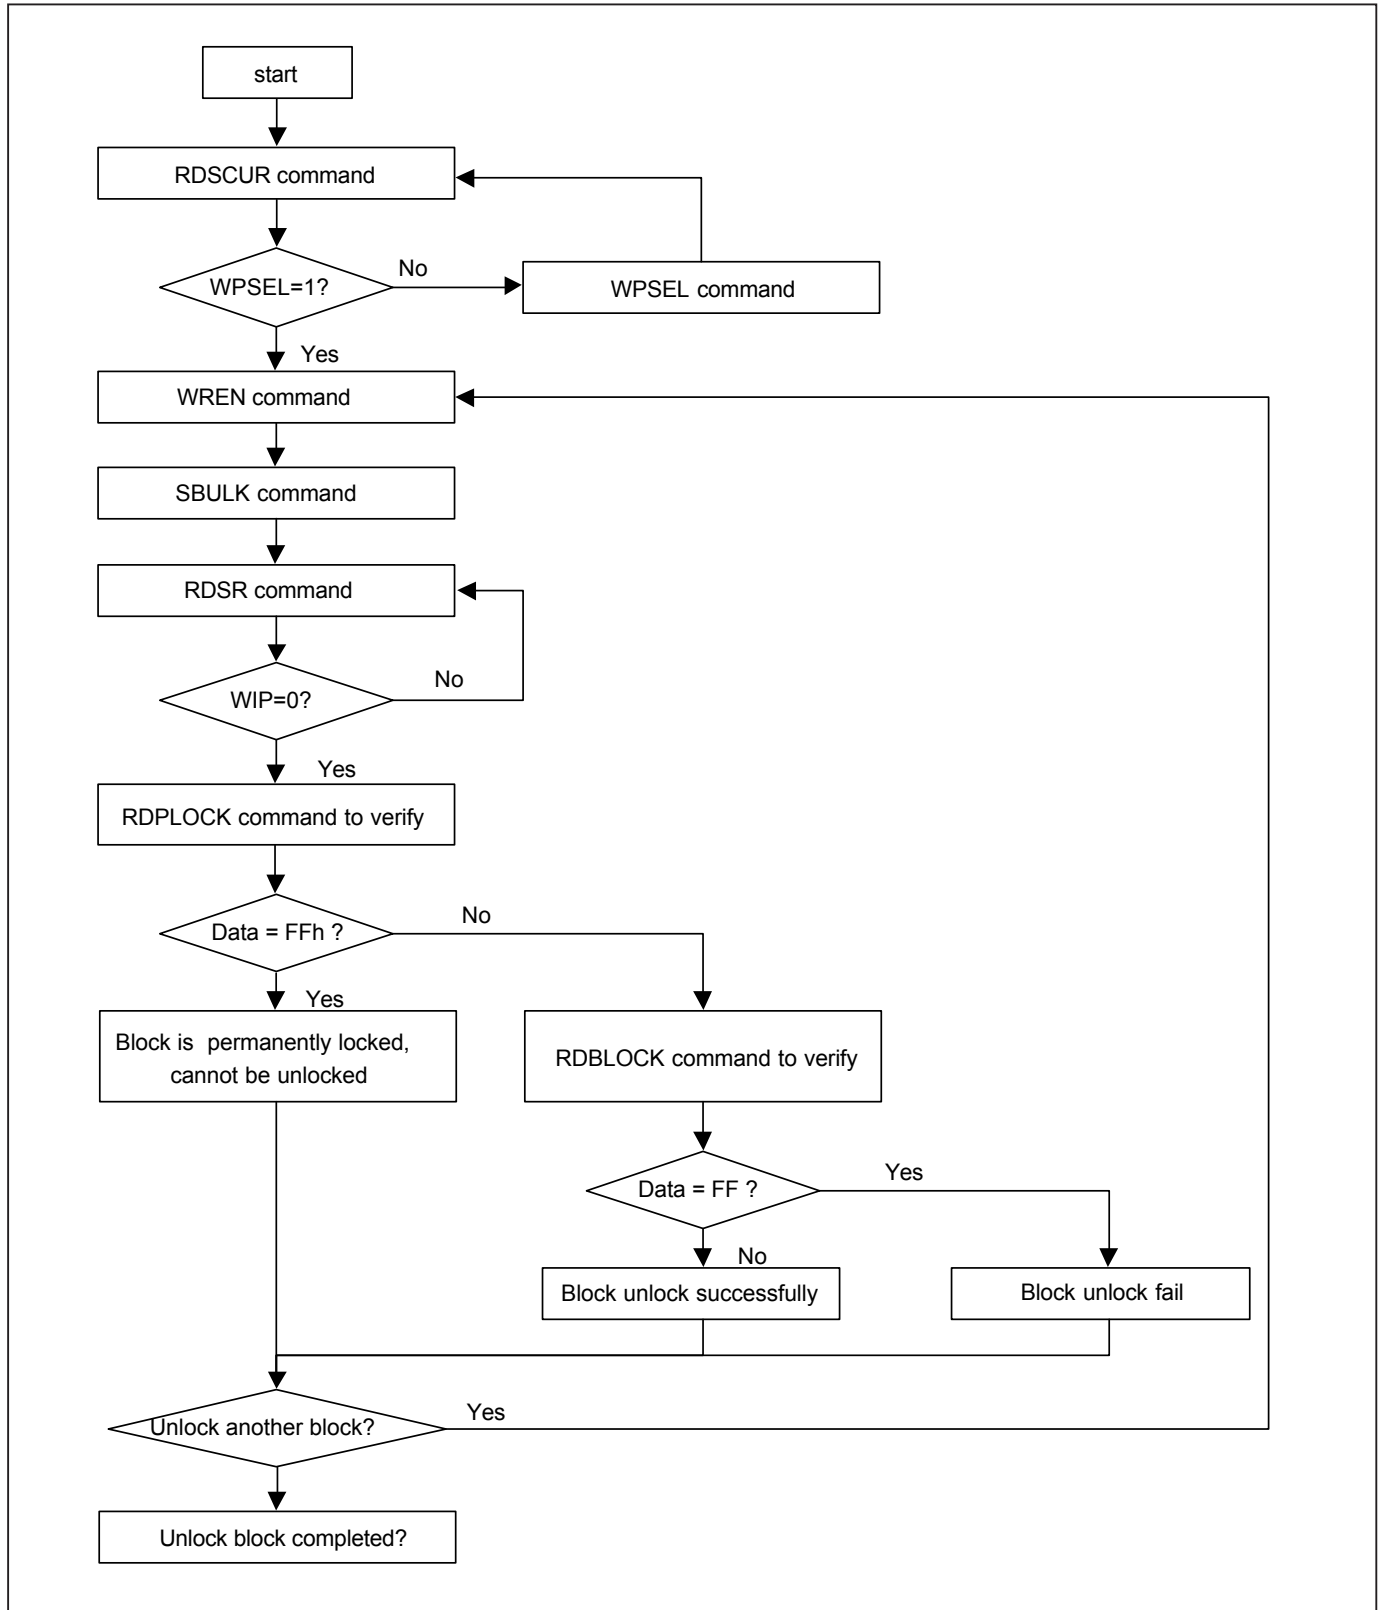 start
RDSCUR command
WPSEL=1?
No
WPSEL command
Yes
WREN command
SBULK command
RDSR command
WIP=0?
No
Yes
RDPLOCK command to verify
Data = FFh ?
No
Yes
Block is permanently locked,
cannot be unlocked
RDBLOCK command to verify
Data = FF ?
Yes
No
Block unlock successfully
Block unlock fail
Unlock another block?
Yes
Unlock block completed?